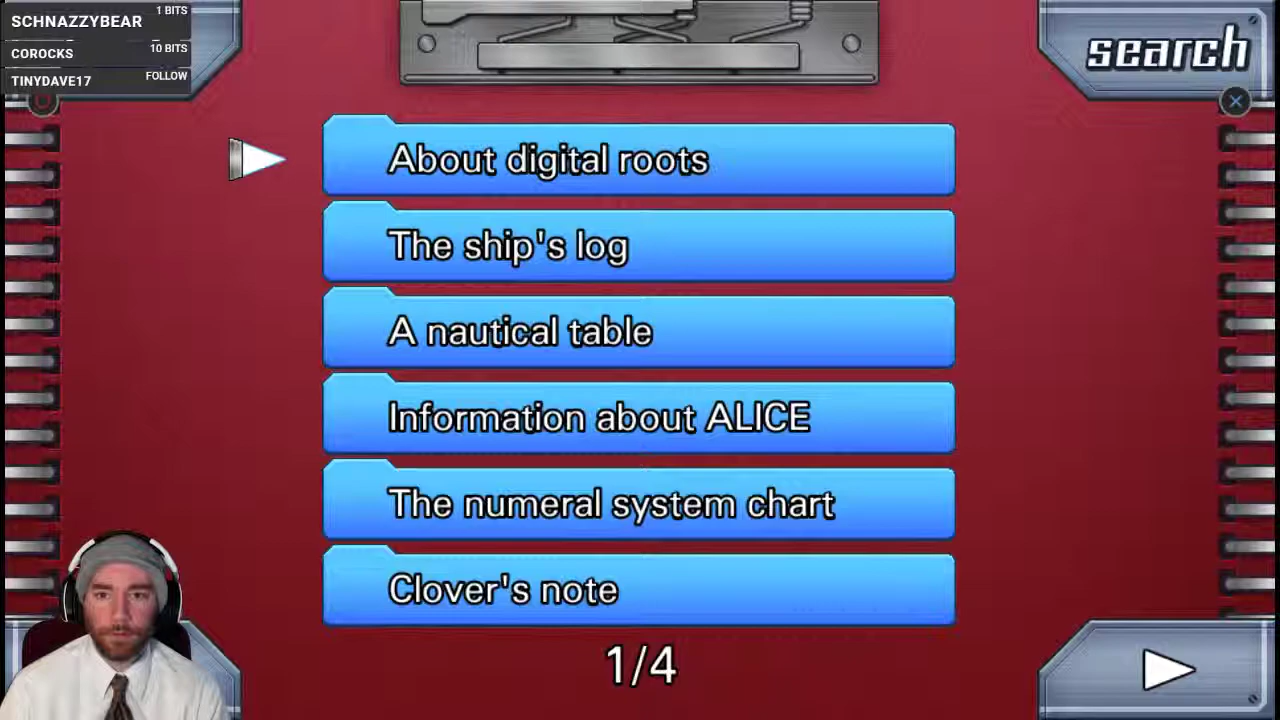 SCHNAZZYBEAR 1 BITS
COROCKS 10 BITS
TINYDAVE17 FOLLOW
search
About digital roots
The ship's log
A nautical table
Information about ALICE
The numeral system chart
Clover's note
1/4